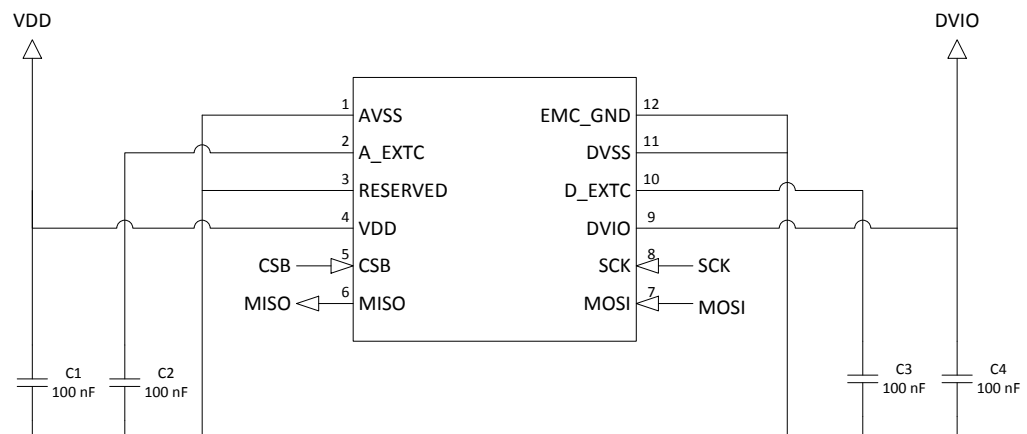 VDD
DVIO
1
AVSS
EMC_GND
12
2
A_EXTC
DVSS
11
3
RESERVED
D_EXTC
10
4
VDD
DVIO
9
CSB
5
CSB
SCK
8
SCK
MISO
6
MISO
MOSI
7
MOSI
C1
100 nF
C2
100 nF
C3
100 nF
C4
100 nF